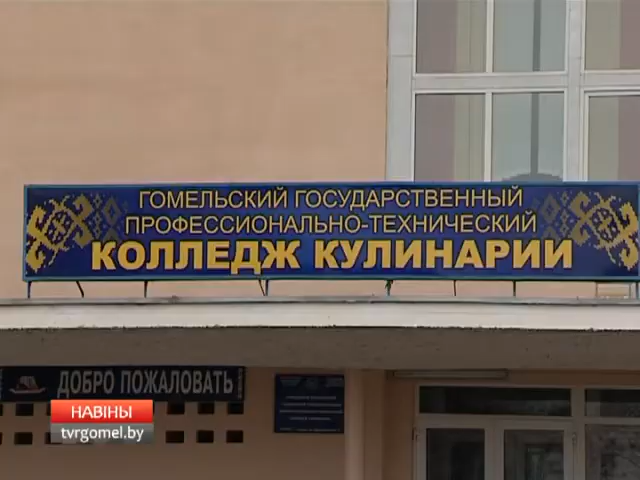 ГОМЕЛЬСКИЙ ГОСУДАРСТВЕННЫЙ
ПРОФЕССИОНАЛЬНО-ТЕХНИЧЕСКИЙ
КОЛЛЕДЖ КУЛИНАРИИ
ДОБРО ПОЖАЛОВАТЬ
НАВІНЫ
tvrgomel.by